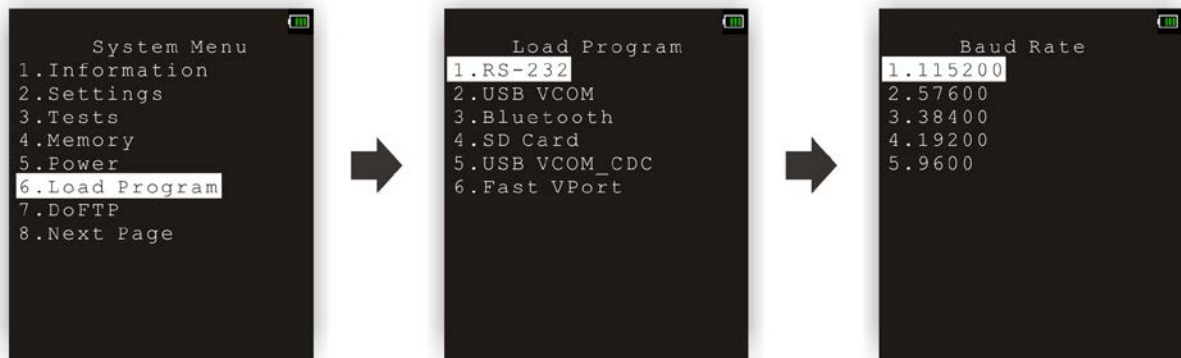 System Menu
1.Information
2.Settings
3.Tests
4.Memory
5.Power
6.Load Program
7.DoFTP
8.Next Page
Load Program
1.RS-232
2.USB VCOM
3.Bluetooth
4.SD Card
5.USB VCOM_CDC
6.Fast VPort
Baud Rate
1.115200
2.57600
3.38400
4.19200
5.9600